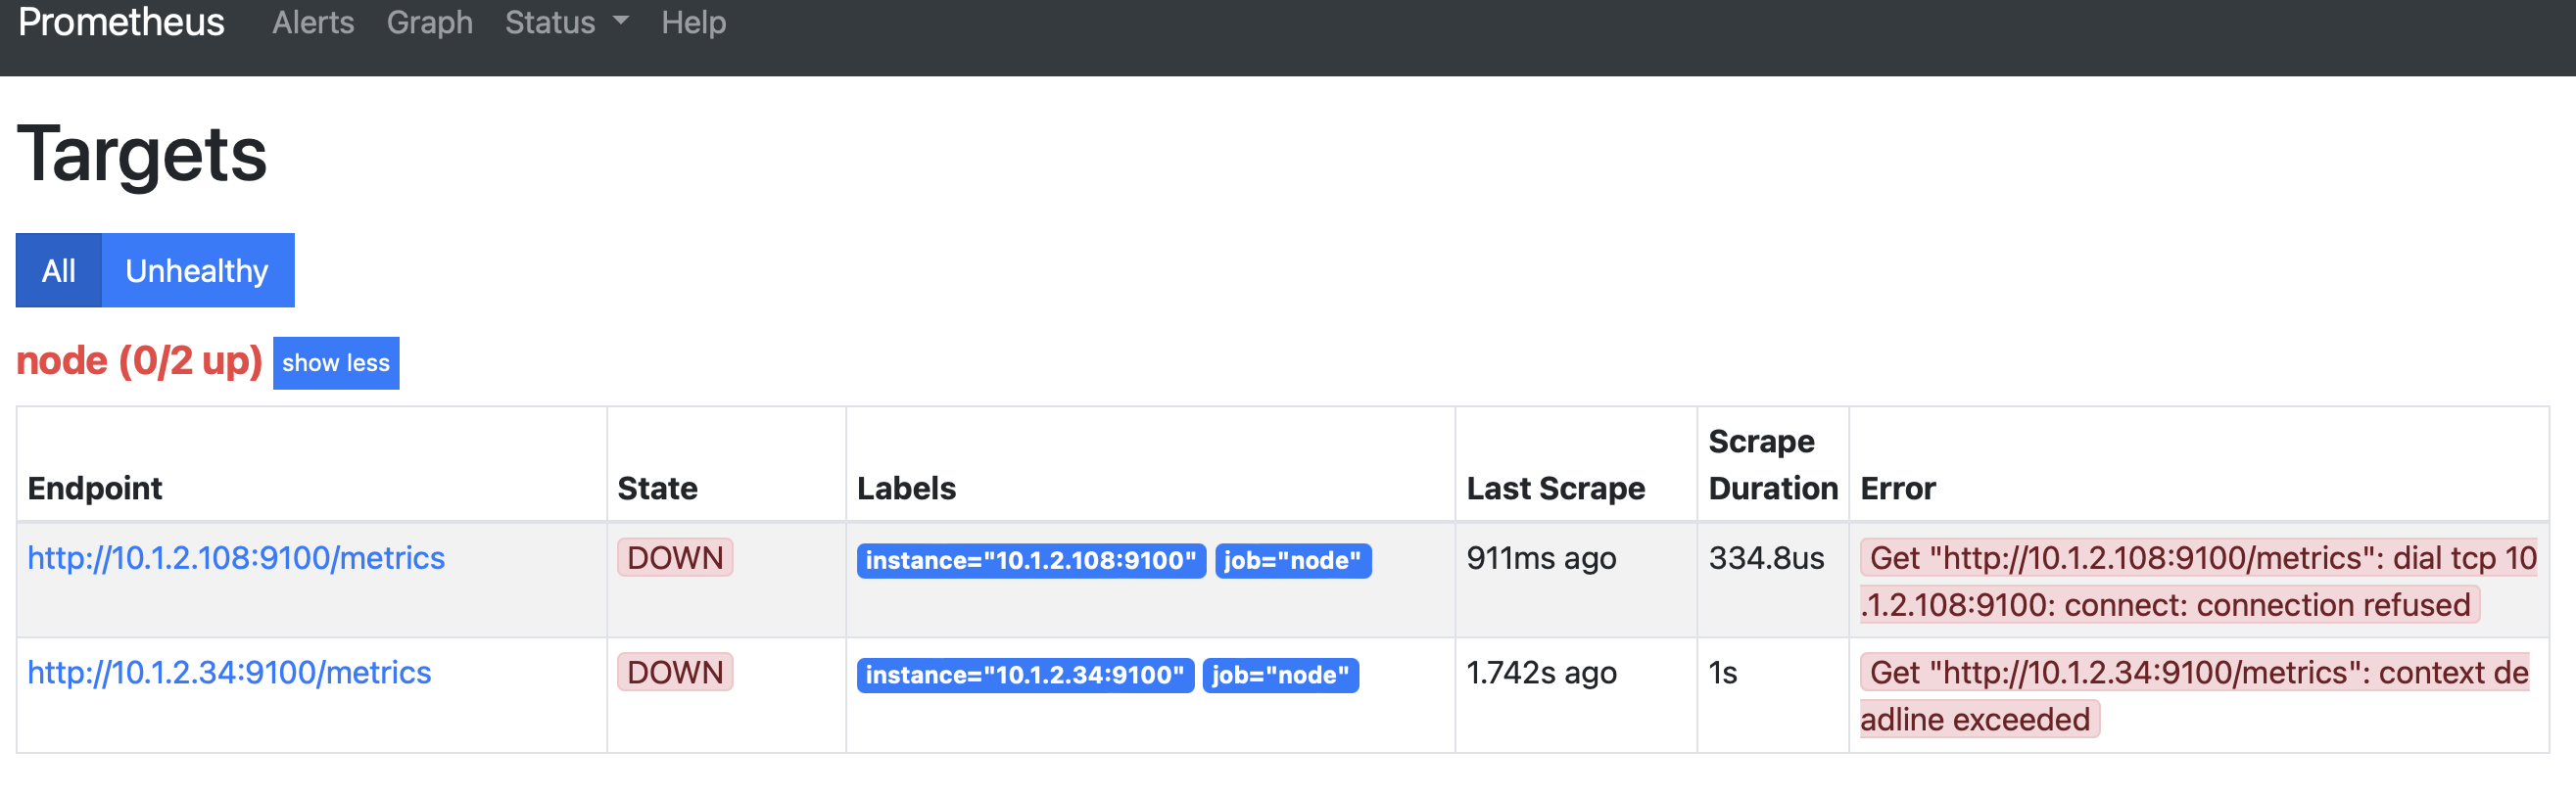 Prometheus Alerts Graph Status Help
Targets
All Unhealthy
node (0/2 up) show less
Endpoint State Labels Last Scrape Scrape Duration Error
http://10.1.2.108:9100/metrics DOWN instance="10.1.2.108:9100" job="node" 911ms ago 334.8us Get "http://10.1.2.108:9100/metrics": dial tcp 10
.1.2.108:9100: connect: connection refused
http://10.1.2.34:9100/metrics DOWN instance="10.1.2.34:9100" job="node" 1.742s ago 1s Get "http://10.1.2.34:9100/metrics": context de
adline exceeded